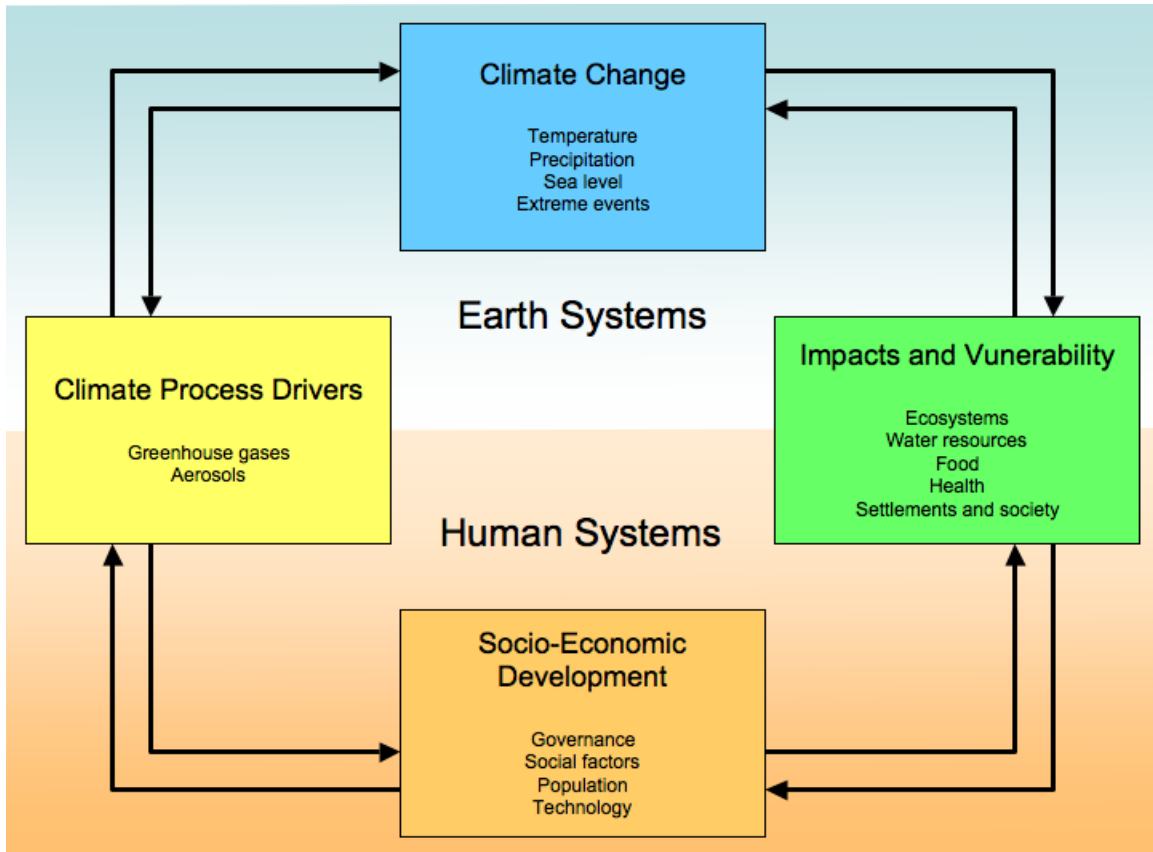 Climate Change
Temperature
Precipitation
Sea level
Extreme events
Earth Systems
Climate Process Drivers
Greenhouse gases
Aerosols
Impacts and Vunerability
Ecosystems
Water resources
Food
Health
Settlements and society
Human Systems
Socio-Economic
Development
Governance
Social factors
Population
Technology